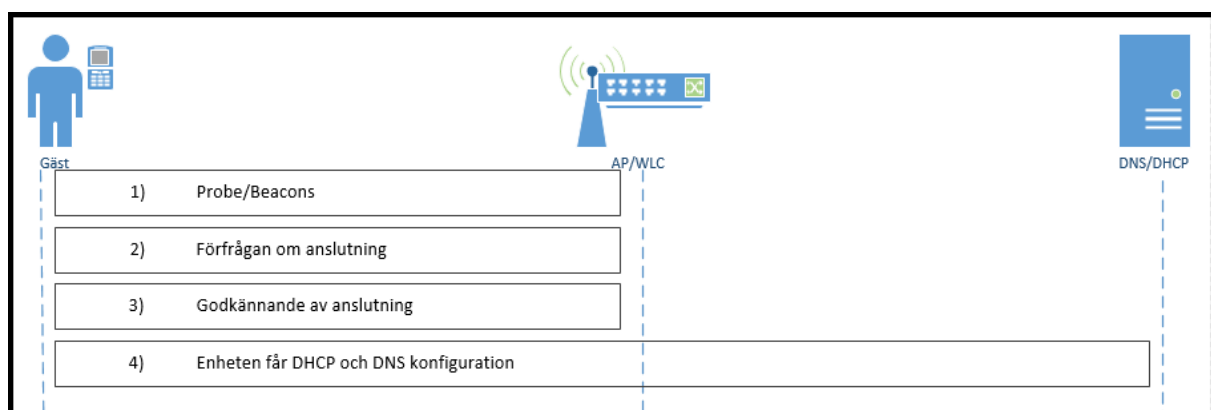 Gäst
AP/WLC
DNS/DHCP
1) Probe/Beacons
2) Förfrågan om anslutning
3) Godkännande av anslutning
4) Enheten får DHCP och DNS konfiguration